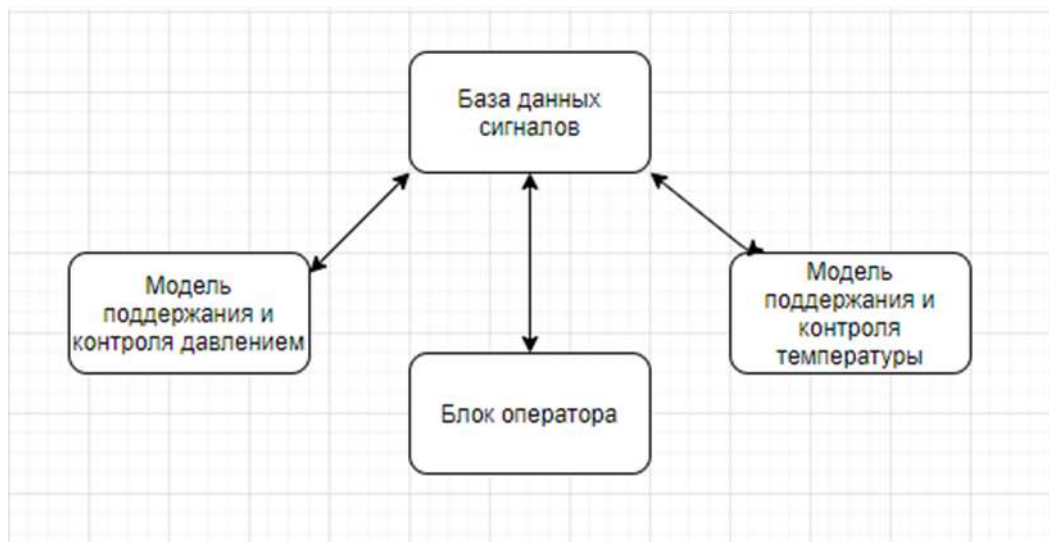 База данных
сигналов
Модель
поддержания и
контроля давлением
Модель
поддержания и
контроля
температуры
Блок оператора